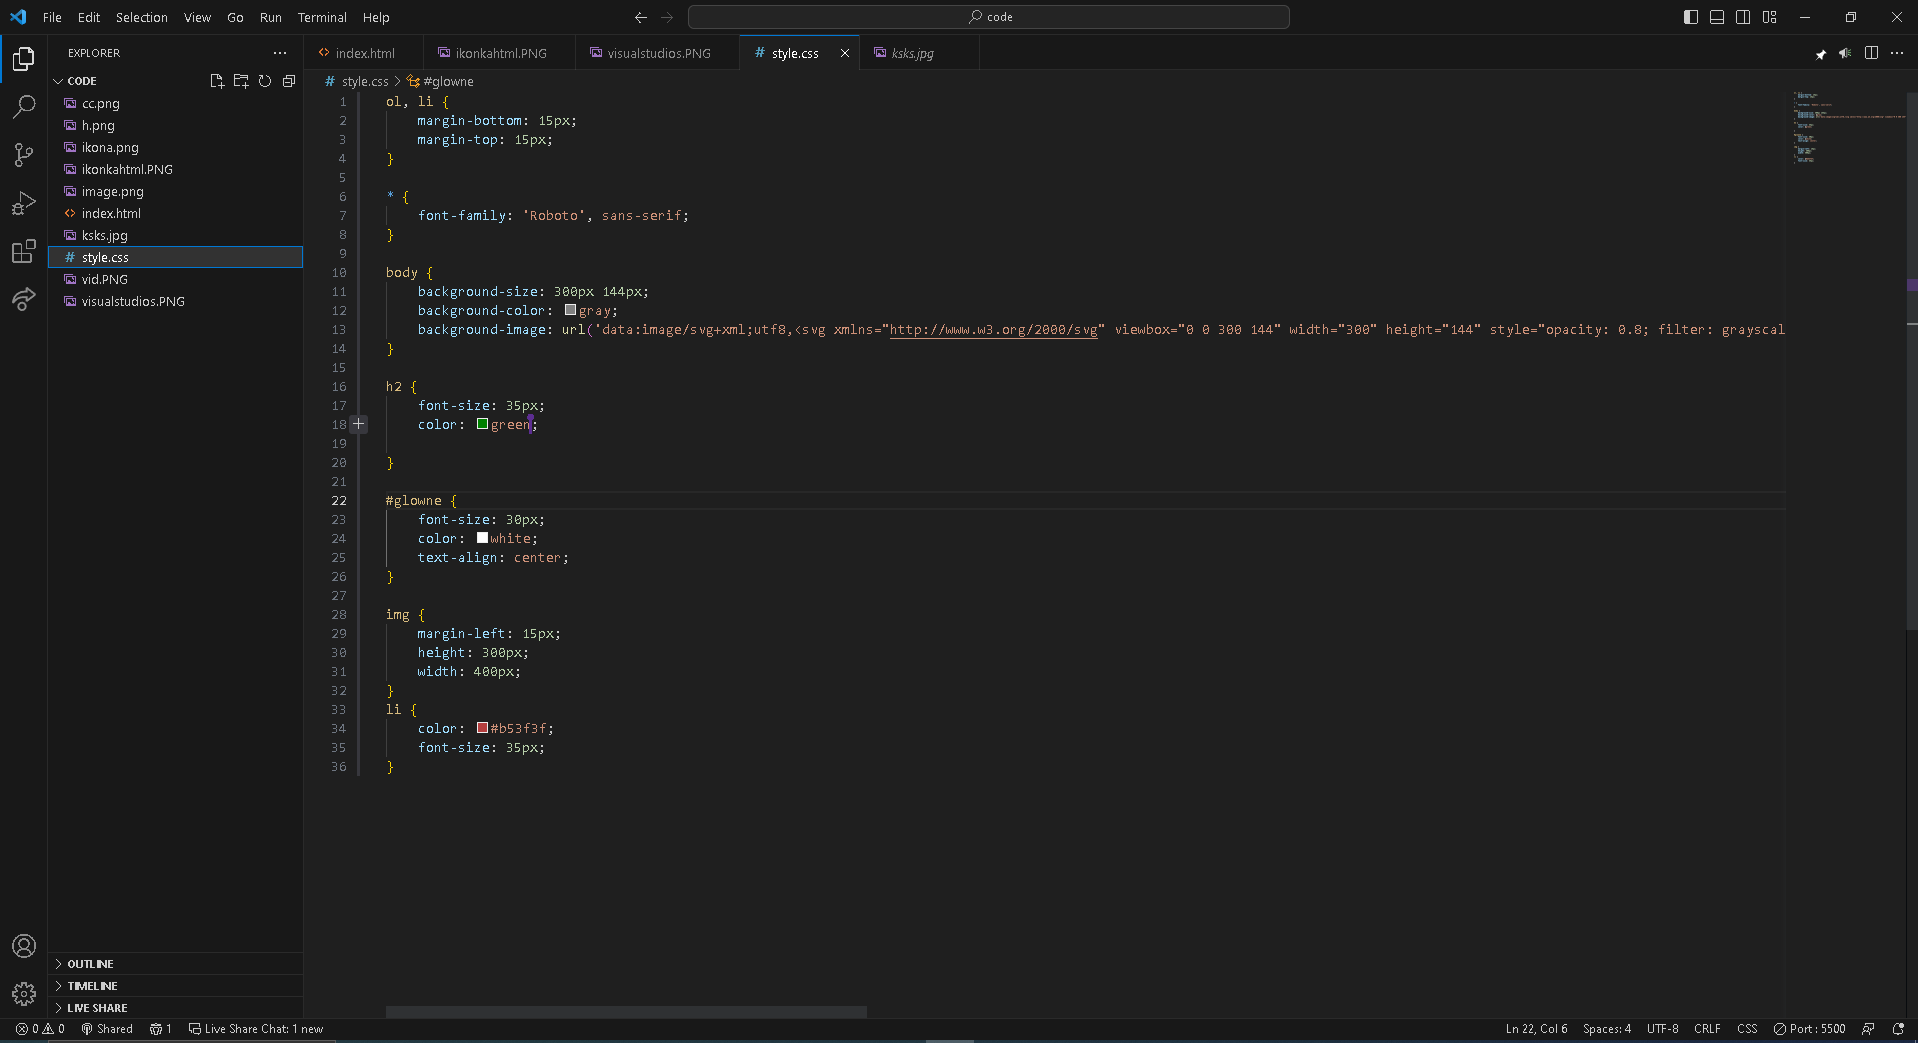 File Edit Selection View Go Run Terminal Help
code
EXPLORER
CODE
cc.png
h.png
ikona.png
ikonkahtml.PNG
image.png
index.html
ksks.jpg
style.css
vid.PNG
visualstudios.PNG
OUTLINE
TIMELINE
LIVE SHARE
index.html ikonkahtml.PNG visualstudios.PNG style.css ksks.jpg
style.css > #glowne
1 ol, li {
2 margin-bottom: 15px;
3 margin-top: 15px;
4 }
5
6 * {
7 font-family: 'Roboto', sans-serif;
8 }
9
10 body {
11 background-size: 300px 144px;
12 background-color: gray;
13 background-image: url('data:image/svg+xml;utf8,<svg xmlns="http://www.w3.org/2000/svg" viewbox="0 0 300 144" width="300" height="144" style="opacity: 0.8; filter: grayscal
14 }
15
16 h2 {
17 font-size: 35px;
18 color: green;
19
20 }
21
22 #glowne {
23 font-size: 30px;
24 color: white;
25 text-align: center;
26 }
27
28 img {
29 margin-left: 15px;
30 height: 300px;
31 width: 400px;
32 }
33 li {
34 color: #b53f3f;
35 font-size: 35px;
36 }
0 0 Shared 1 Live Share Chat: 1 new Ln 22, Col 6 Spaces: 4 UTF-8 CRLF CSS Port : 5500